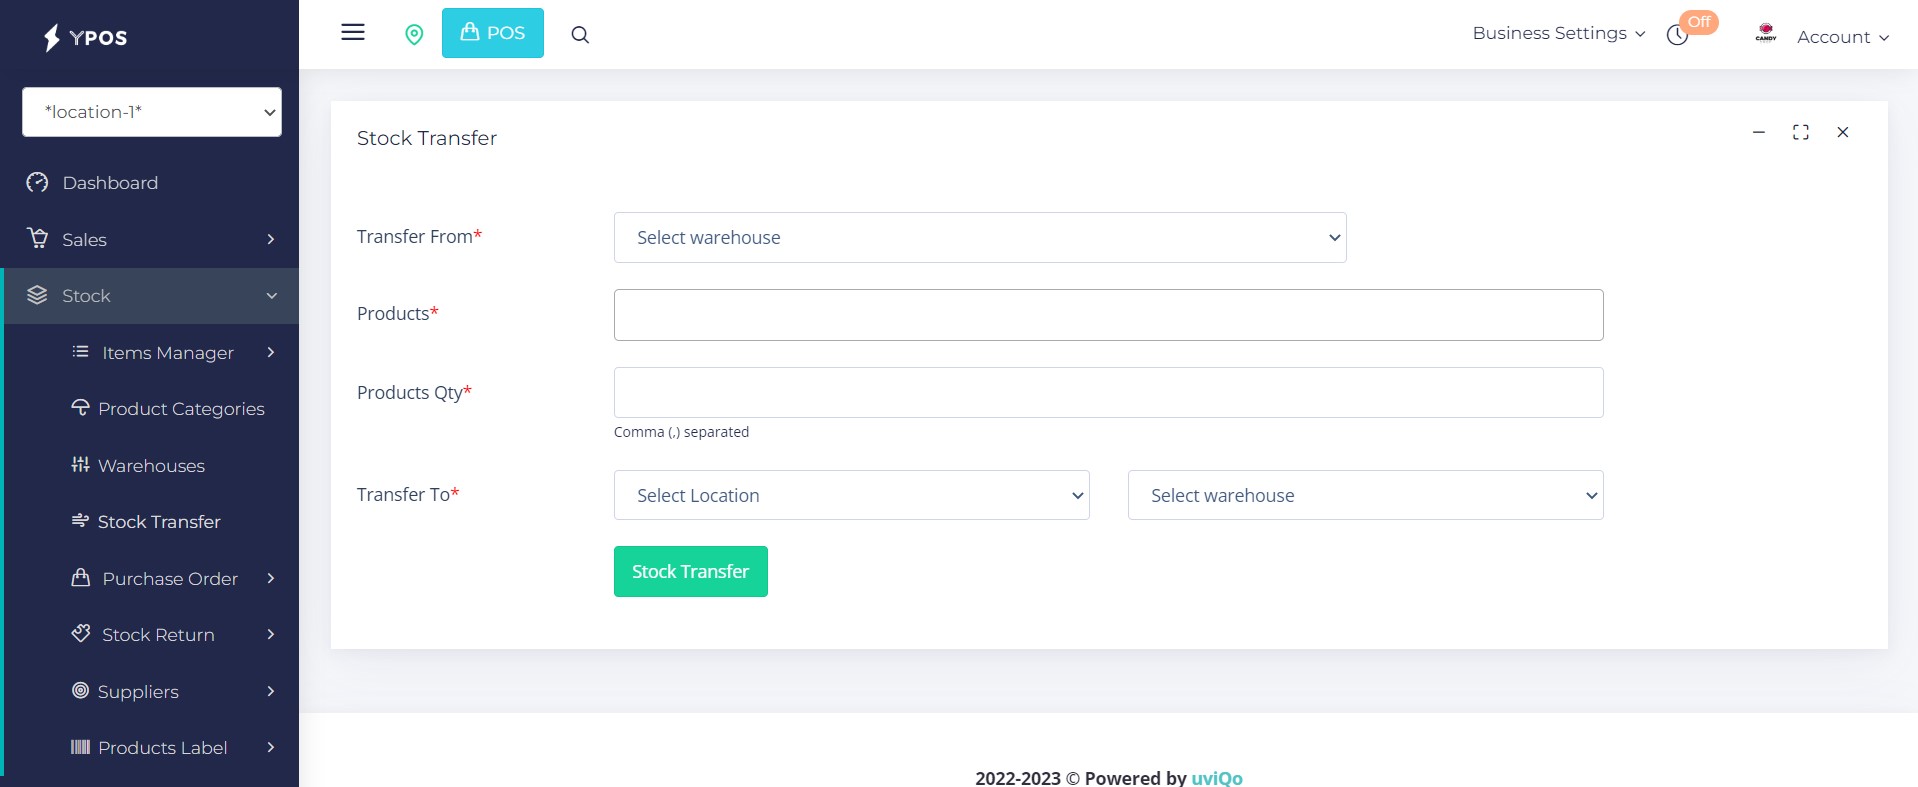 YPOS
POS
Business Settings
Off
CANDY
Account
*location-1*
Dashboard
Sales
Stock
Items Manager
Product Categories
Warehouses
Stock Transfer
Purchase Order
Stock Return
Suppliers
Products Label
Stock Transfer
Transfer From*
Select warehouse
Products*
Products Qty*
Comma (,) separated
Transfer To*
Select Location
Select warehouse
Stock Transfer
2022-2023 © Powered by uviQo